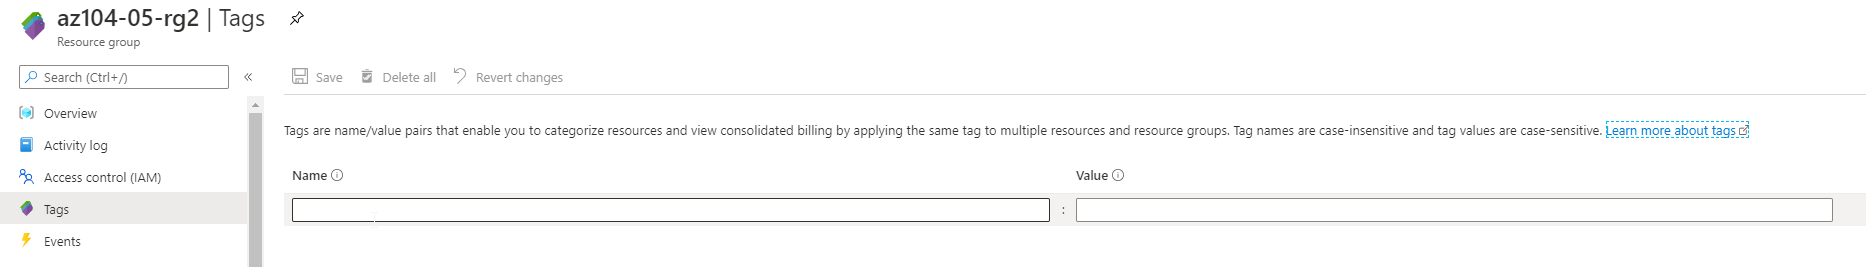 az104-05-rg2 | Tags
Resource group
Search (Ctrl+/)
«
Save
Delete all
Revert changes
Overview
Activity log
Access control (IAM)
Tags
Events
Tags are name/value pairs that enable you to categorize resources and view consolidated billing by applying the same tag to multiple resources and resource groups. Tag names are case-insensitive and tag values are case-sensitive. Learn more about tags
Name
Value
: